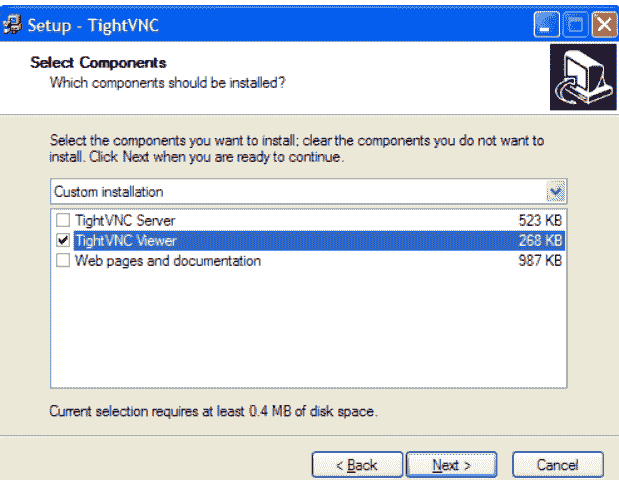 Setup - TightVNC
Select Components
Which components should be installed?
Select the components you want to install; clear the components you do not want to
install. Click Next when you are ready to continue.
Custom installation
TightVNC Server 523 KB
TightVNC Viewer 268 KB
Web pages and documentation 987 KB
Current selection requires at least 0.4 MB of disk space.
< Back Next > Cancel